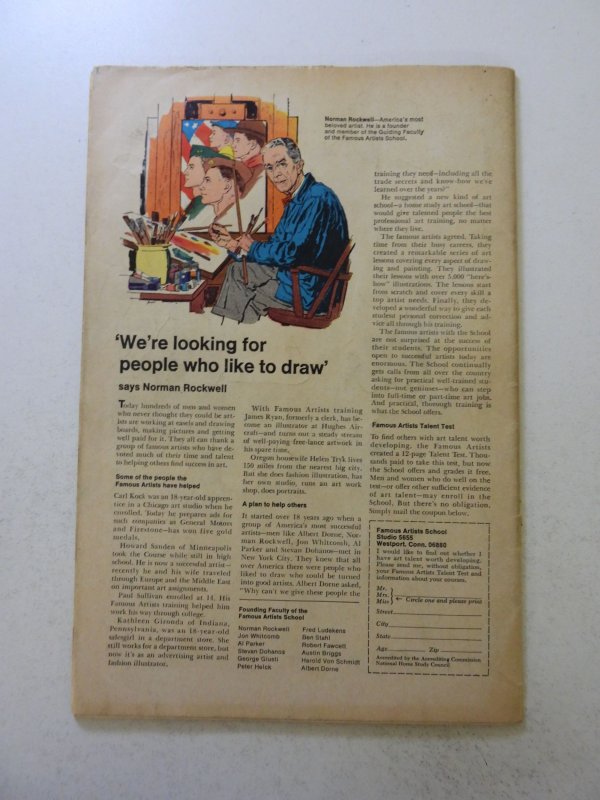 Norman Rockwell—America's most
beloved artist. He is a founder
and member of the Guiding Faculty
of the Famous Artists School.
'We're looking for
people who like to draw'
says Norman Rockwell
Today hundreds of men and women
who never thought they could be art-
ists are working at easels and drawing
boards, making pictures and getting
well paid for it. They all can thank a
group of famous artists who have de-
voted much of their time and talent
to helping others find success in art.
Some of the people the
Famous Artists have helped
Carl Kock was an 18-year-old appren-
tice in a Chicago art studio when he
enrolled. Today he prepares ads for
such companies as General Motors
and Firestone—has won five gold
medals.
Howard Sanden of Minneapolis
took the Course while still in high
school. He is now a successful artist—
recently he and his wife traveled
through Europe and the Middle East
on important art assignments.
Paul Sullivan enrolled at 14. His
Famous Artists training helped him
work his way through college.
Kathleen Gironda of Indiana,
Pennsylvania, was an 18-year-old
salesgirl in a department store. She
still works for a department store, but
now it's as an advertising artist and
fashion illustrator.
With Famous Artists training
James Ryan, formerly a clerk, has be-
come an illustrator at Hughes Air-
craft—and turns out a steady stream
of well-paying free-lance artwork in
his spare time.
Oregon housewife Helen Tryk lives
150 miles from the nearest big city.
But she does fashion illustration, has
her own studio, runs an art work
shop, does portraits.
A plan to help others
It started over 18 years ago when a
group of America's most successful
artists—men like Albert Dorne, Nor-
man Rockwell, Jon Whitcomb, Al
Parker and Stevan Dohanos—met in
New York City. They knew that all
over America there were people who
liked to draw who could be turned
into good artists. Albert Dorne asked,
"Why can't we give these people the
Founding Faculty of the
Famous Artists School
Norman Rockwell
Jon Whitcomb
Al Parker
Stevan Dohanos
George Giusti
Peter Helck
Fred Ludekens
Ben Stahl
Robert Fawcett
Austin Briggs
Harold Von Schmidt
Albert Dorne
training they need—including all the
trade secrets and know-how we've
learned over the years?"
He suggested a new kind of art
school—a home study art school—that
would give talented people the best
professional art training, no matter
where they live.
The famous artists agreed. Taking
time from their busy careers, they
created a remarkable series of art
lessons covering every aspect of draw-
ing and painting. They illustrated
their lessons with over 5,000 "here's-
how" illustrations. The lessons start
from scratch and cover every skill a
top artist needs. Finally, they de-
veloped a wonderful way to give each
student personal correction and ad-
vice all through his training.
The famous artists with the School
are not surprised at the success of
their students. The opportunities
open to successful artists today are
enormous. The School continually
gets calls from all over the country
asking for practical well-trained stu-
dents—not geniuses—who can step
into full-time or part-time art jobs.
And practical, thorough training is
what the School offers.
Famous Artists Talent Test
To find others with art talent worth
developing, the Famous Artists
created a 12-page Talent Test. Thou-
sands paid to take this test, but now
the School offers and grades it free.
Men and women who do well on the
test—or offer other sufficient evidence
of art talent—may enroll in the
School. But there's no obligation.
Simply mail the coupon below.
Famous Artists School
Studio 5655
Westport, Conn. 06880
I would like to find out whether I
have art talent worth developing.
Please send me, without obligation,
your Famous Artists Talent Test and
information about your courses.
Mr.
Mrs. Circle one and please print
Miss
Street
City
State
Age Zip
Accredited by the Accrediting Commission
National Home Study Council